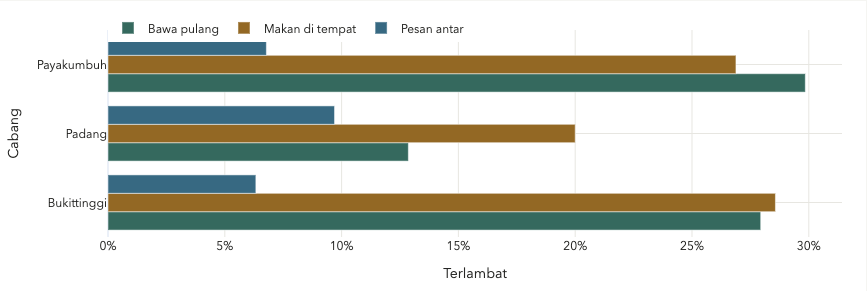 Bawa pulang Makan di tempat Pesan antar
Payakumbuh
Padang
Bukittinggi
Cabang
0% 5% 10% 15% 20% 25% 30%
Terlambat